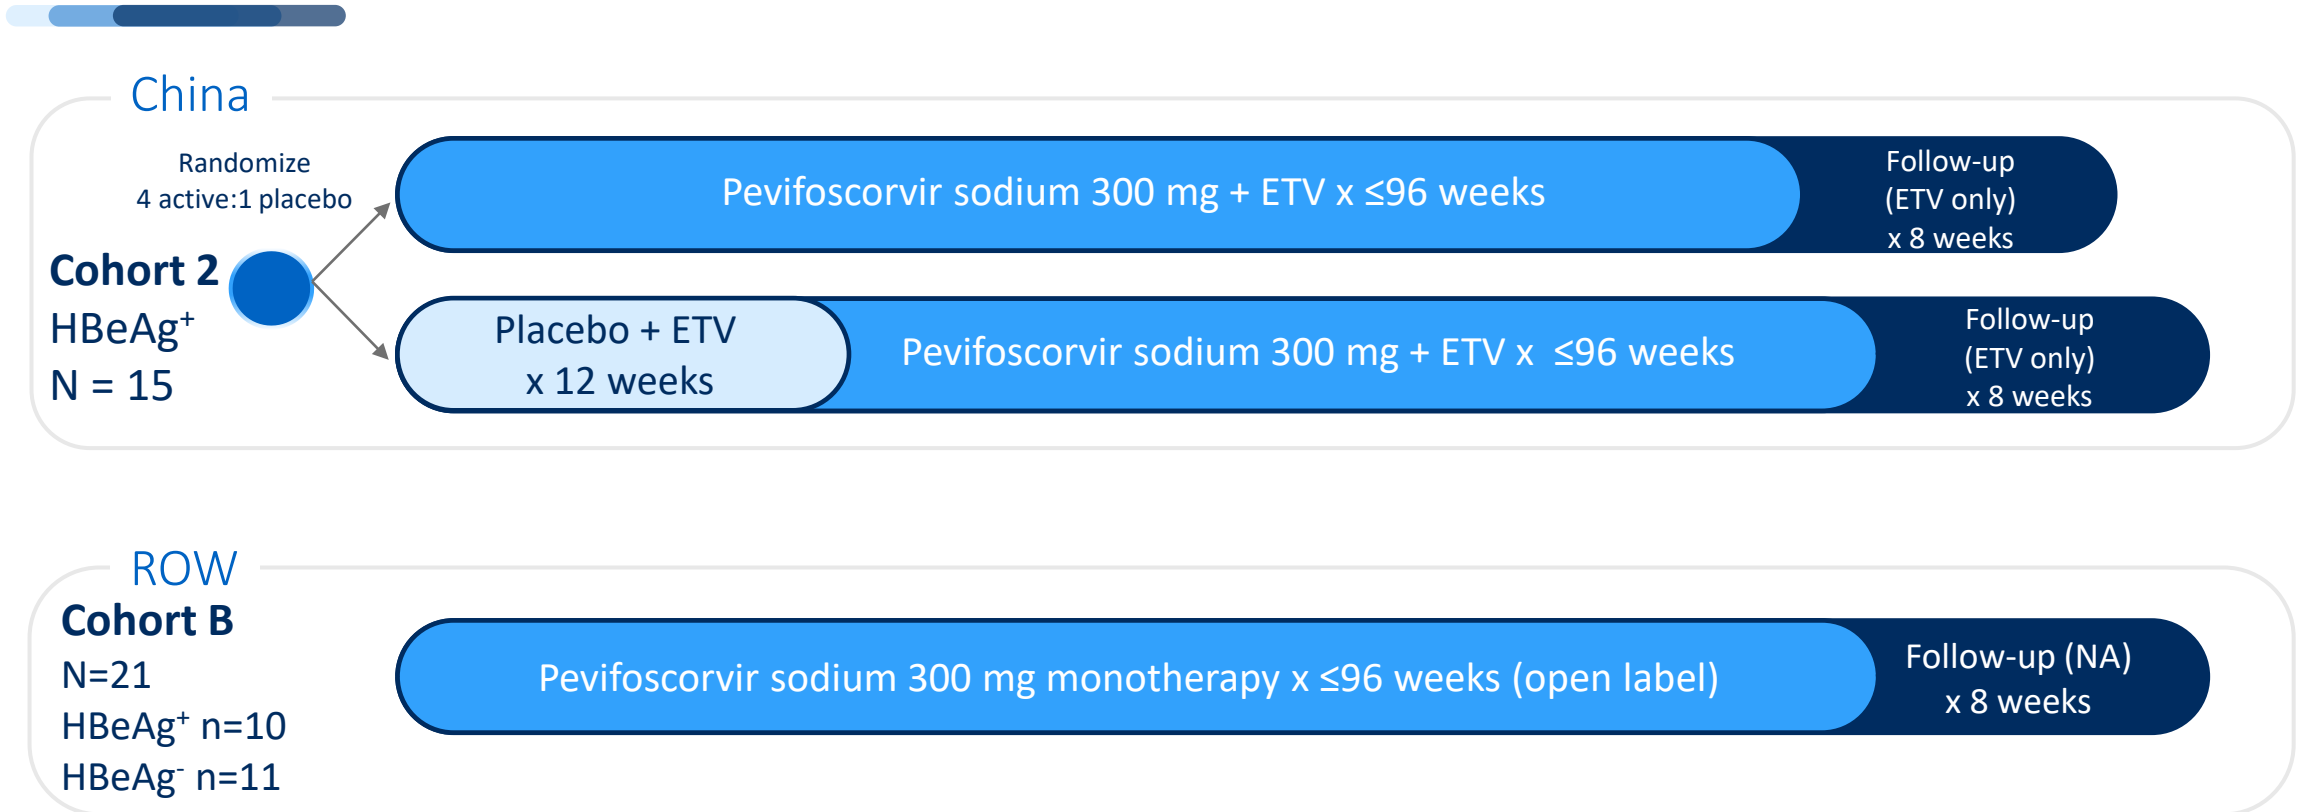 China
Randomize
4 active:1 placebo
Cohort 2
HBeAg⁺
N = 15
Pevifoscorvir sodium 300 mg + ETV x ≤96 weeks
Follow-up
(ETV only)
x 8 weeks
Placebo + ETV
x 12 weeks
Pevifoscorvir sodium 300 mg + ETV x ≤96 weeks
Follow-up
(ETV only)
x 8 weeks
ROW
Cohort B
N=21
HBeAg⁺ n=10
HBeAg⁻ n=11
Pevifoscorvir sodium 300 mg monotherapy x ≤96 weeks (open label)
Follow-up (NA)
x 8 weeks